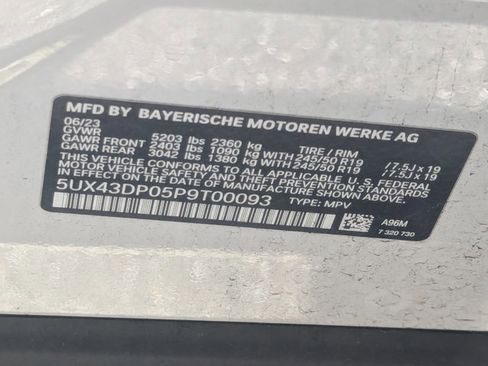 MFD BY BAYERISCHE MOTOREN WERKE AG
06/23
GVWR 5203 lbs 2360 kg TIRE / RIM
GAWR FRONT 2403 lbs 1090 kg WITH 245/50 R19 /7.5J x 19
GAWR REAR 3042 lbs 1380 kg WITH 245/50 R19 /7.5J x 19
THIS VEHICLE CONFORMS TO ALL APPLICABLE U.S. FEDERAL
MOTOR VEHICLE SAFETY, BUMPER, AND THEFT PREVENTION STANDARDS
IN EFFECT ON THE DATE OF MANUFACTURE SHOWN ABOVE.
5UX43DP05P9T00093 TYPE: MPV
A96M
7 320 730